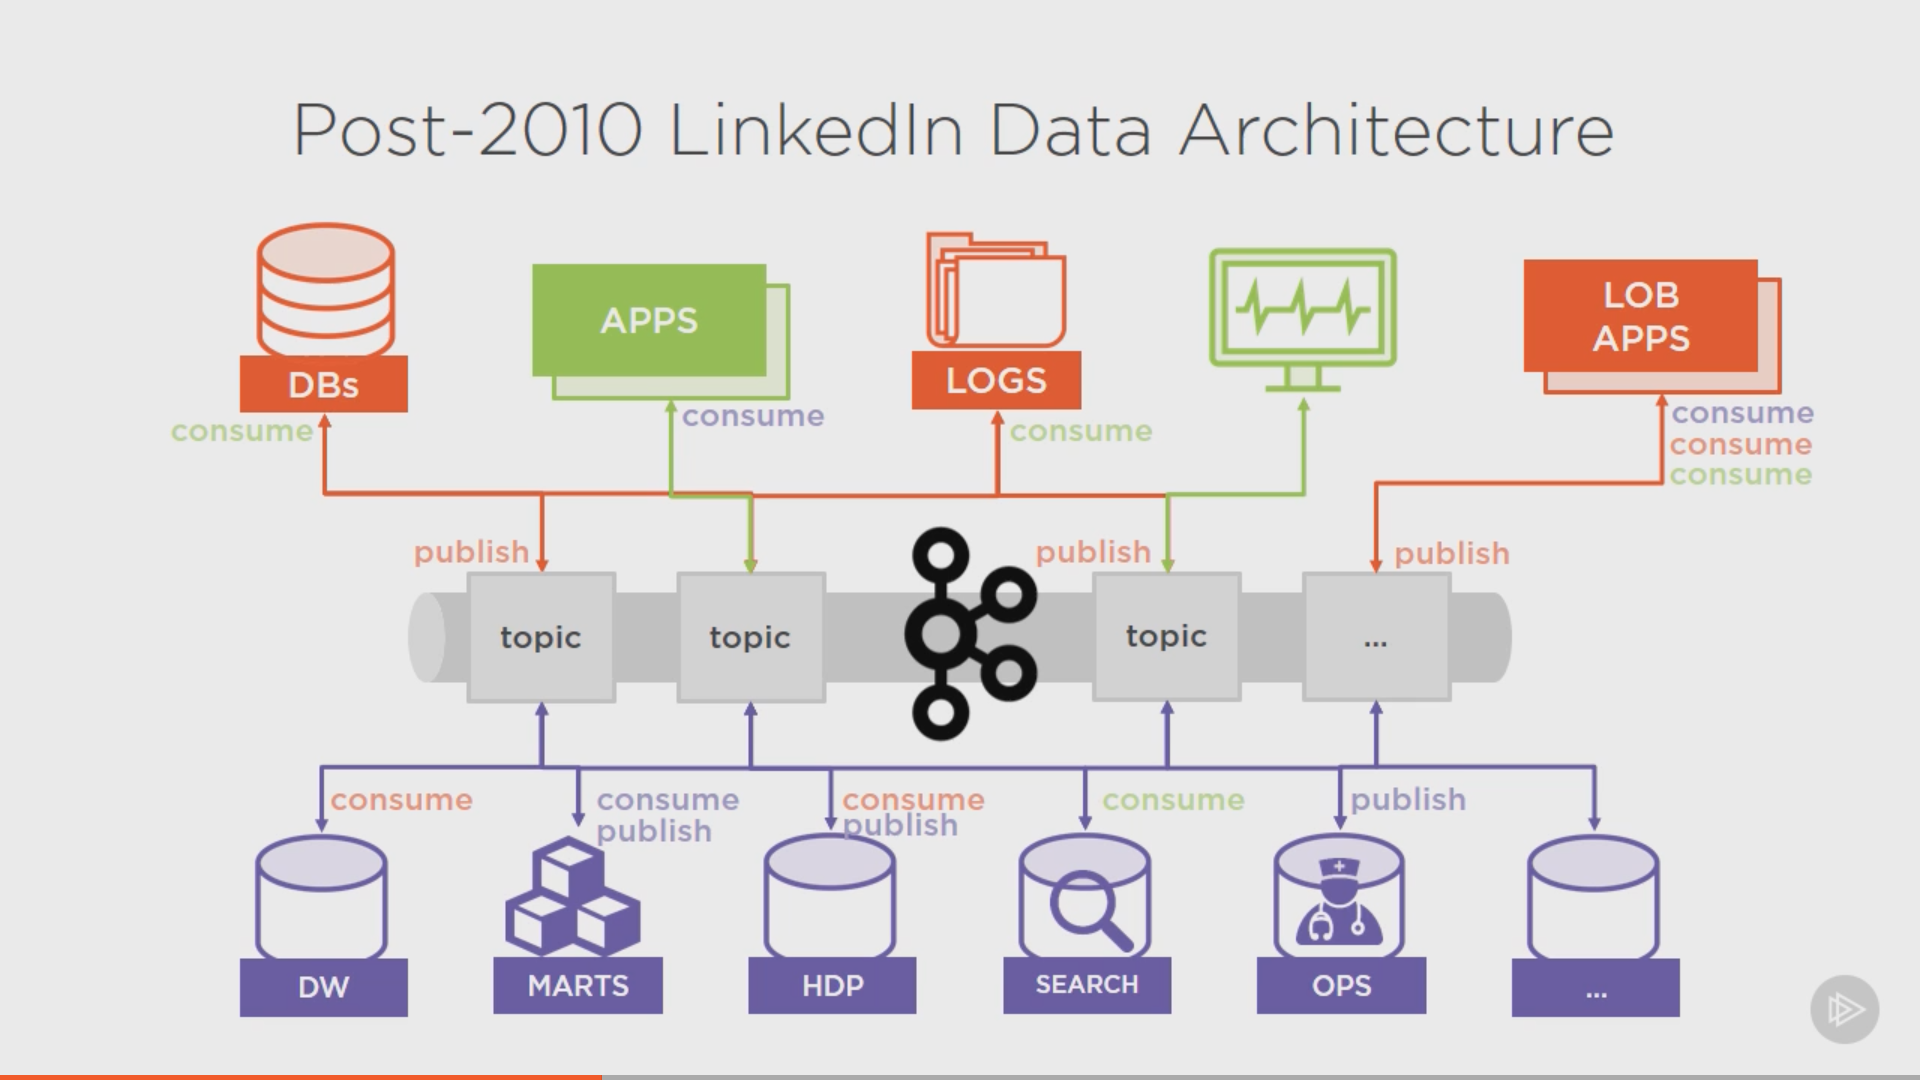 Post-2010 LinkedIn Data Architecture
DBs
APPS
LOGS
LOB
APPS
consume
consume
consume
consume
consume
consume
publish
publish
publish
topic
topic
topic
...
consume
consume
publish
consume
publish
consume
publish
DW
MARTS
HDP
SEARCH
OPS
...